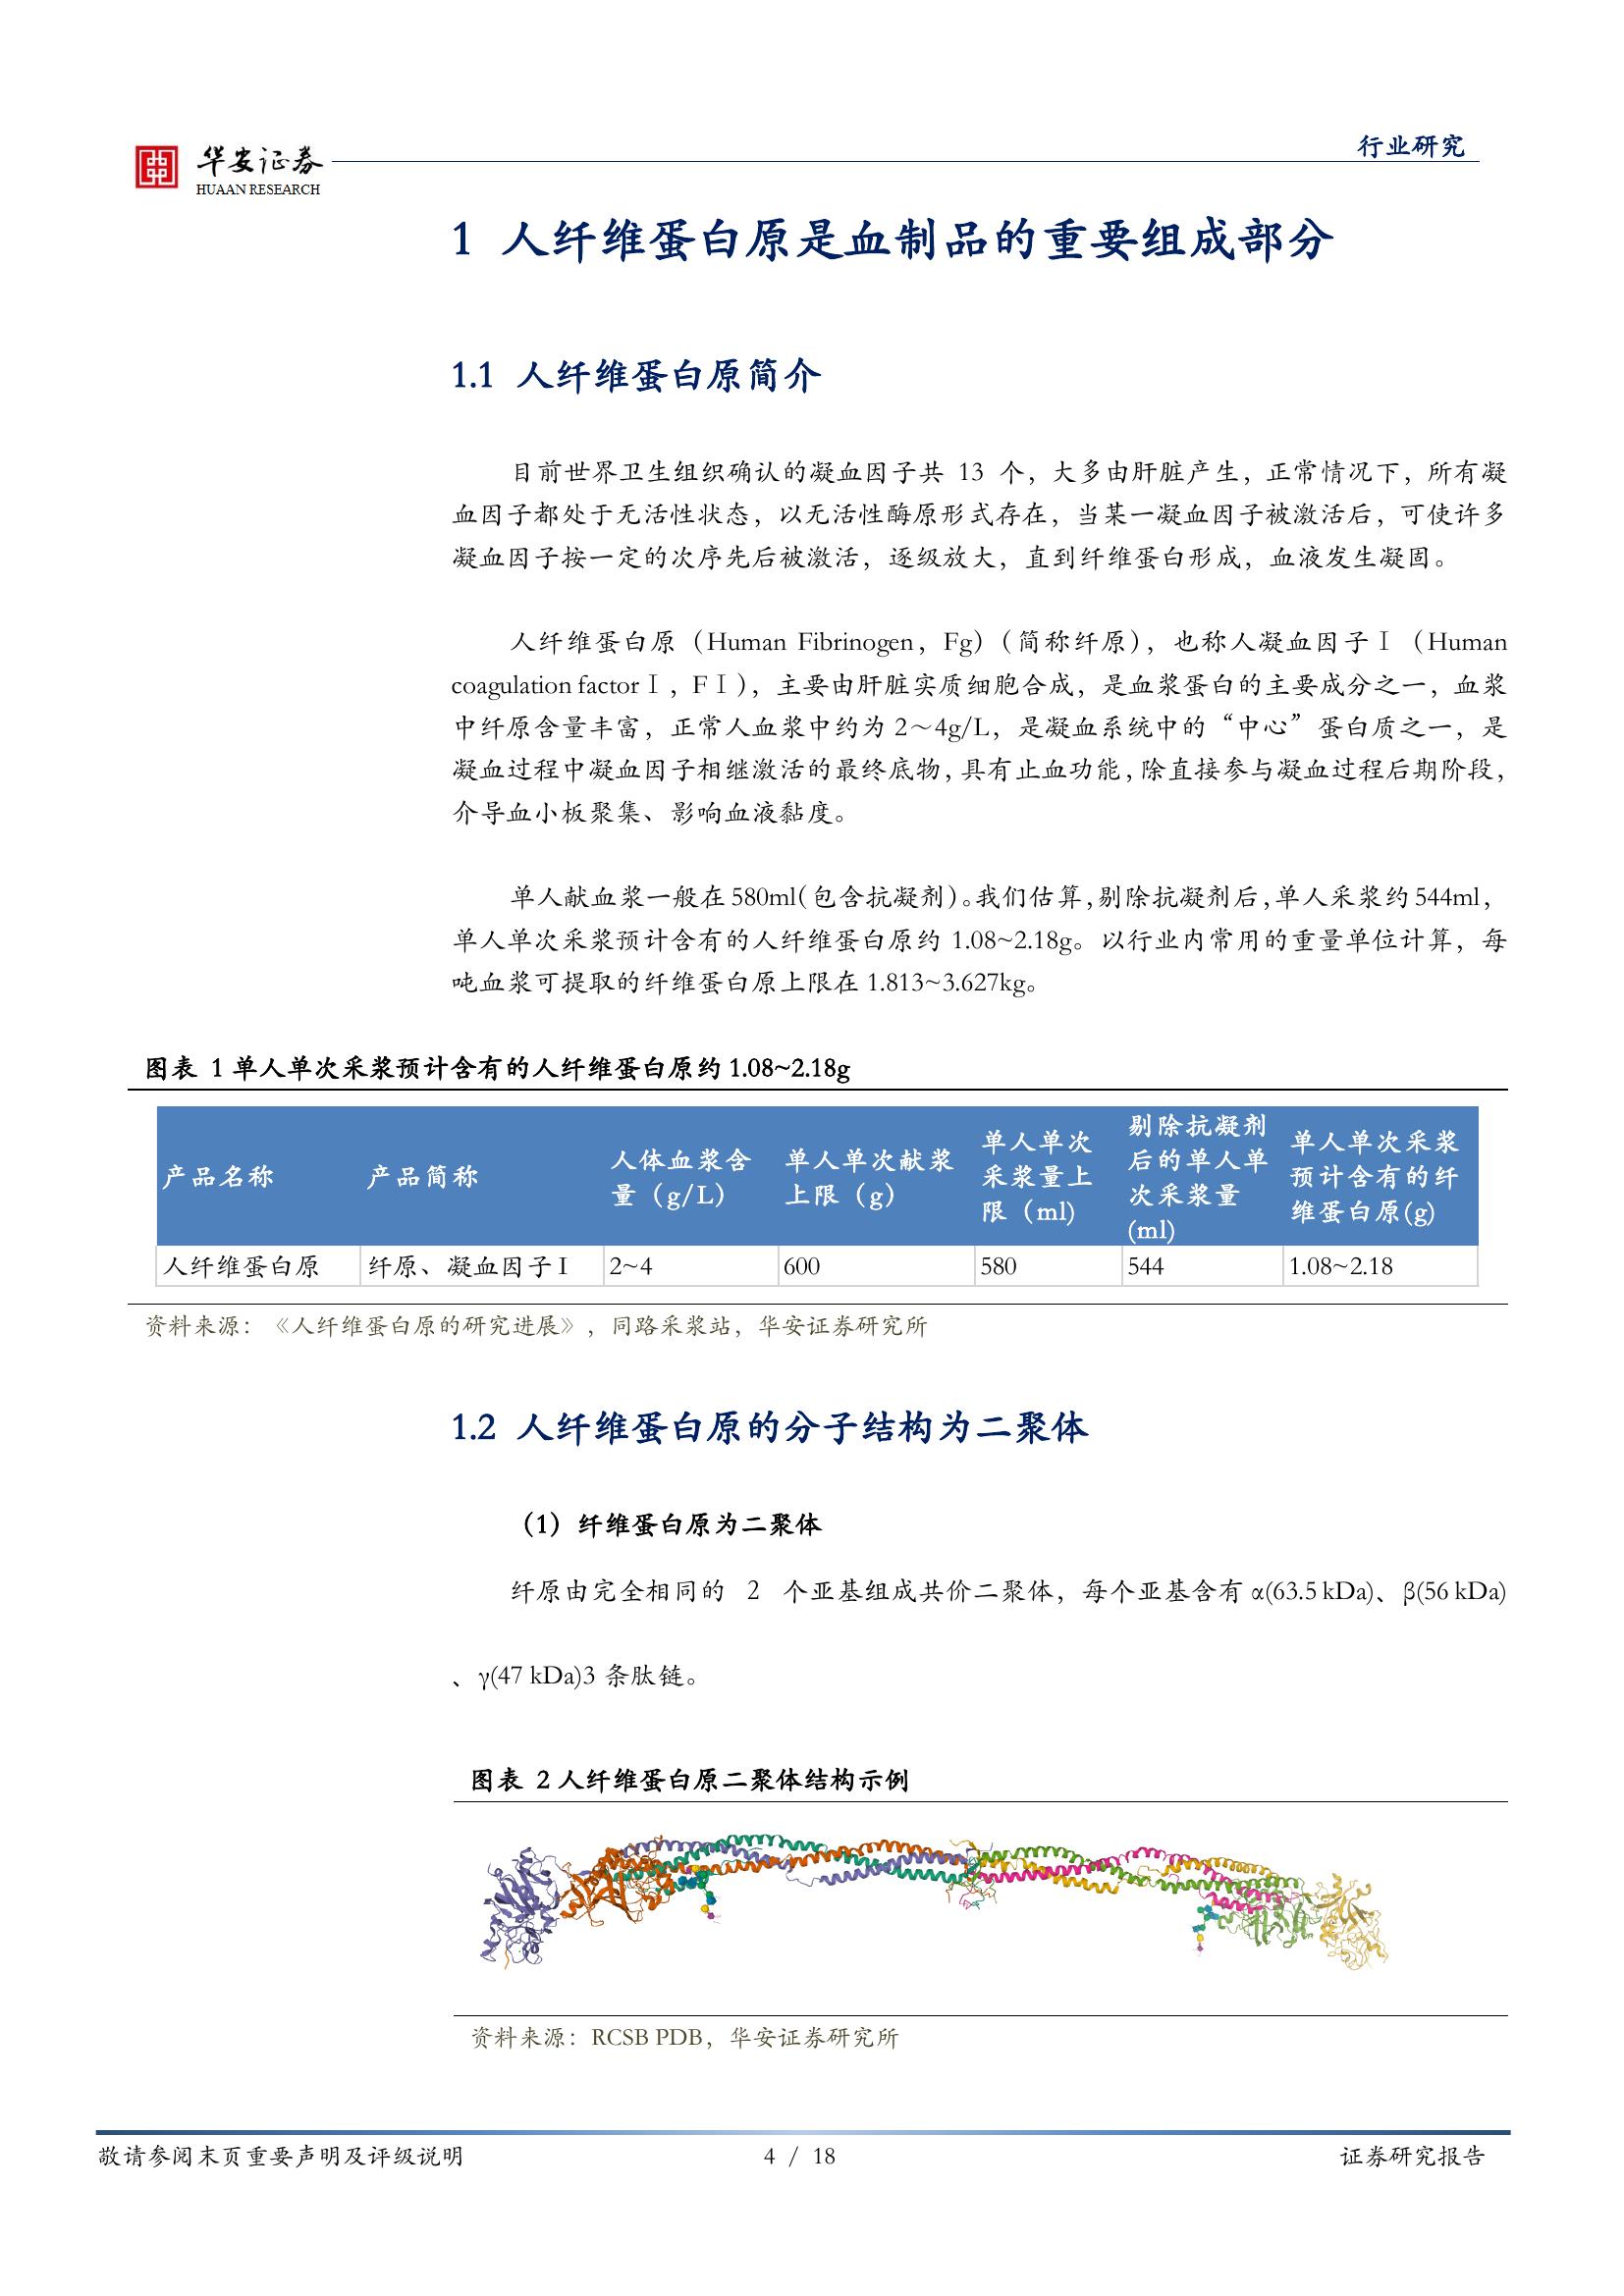 华安证券
HUAAN RESEARCH
行业研究
1 人纤维蛋白原是血制品的重要组成部分
1.1 人纤维蛋白原简介
目前世界卫生组织确认的凝血因子共 13 个，大多由肝脏产生，正常情况下，所有凝
血因子都处于无活性状态，以无活性酶原形式存在，当某一凝血因子被激活后，可使许多
凝血因子按一定的次序先后被激活，逐级放大，直到纤维蛋白形成，血液发生凝固。
人纤维蛋白原（Human Fibrinogen，Fg）（简称纤原），也称人凝血因子Ⅰ（Human
coagulation factorⅠ，FⅠ），主要由肝脏实质细胞合成，是血浆蛋白的主要成分之一，血浆
中纤原含量丰富，正常人血浆中约为 2～4g/L，是凝血系统中的“中心”蛋白质之一，是
凝血过程中凝血因子相继激活的最终底物，具有止血功能，除直接参与凝血过程后期阶段，
介导血小板聚集、影响血液黏度。
单人献血浆一般在 580ml（包含抗凝剂）。我们估算，剔除抗凝剂后，单人采浆约 544ml，
单人单次采浆预计含有的人纤维蛋白原约 1.08~2.18g。以行业内常用的重量单位计算，每
吨血浆可提取的纤维蛋白原上限在 1.813~3.627kg。
图表 1 单人单次采浆预计含有的人纤维蛋白原约 1.08~2.18g
产品名称 产品简称 人体血浆含量（g/L） 单人单次献浆上限（g） 单人单次采浆量上限（ml） 剔除抗凝剂后的单人单次采浆量(ml) 单人单次采浆预计含有的纤维蛋白原(g)
人纤维蛋白原 纤原、凝血因子 I 2~4 600 580 544 1.08~2.18
资料来源：《人纤维蛋白原的研究进展》，同路采浆站，华安证券研究所
1.2 人纤维蛋白原的分子结构为二聚体
（1）纤维蛋白原为二聚体
纤原由完全相同的 2 个亚基组成共价二聚体，每个亚基含有 α(63.5 kDa)、β(56 kDa)
、γ(47 kDa)3 条肽链。
图表 2 人纤维蛋白原二聚体结构示例
资料来源：RCSB PDB，华安证券研究所
敬请参阅末页重要声明及评级说明 4 / 18 证券研究报告